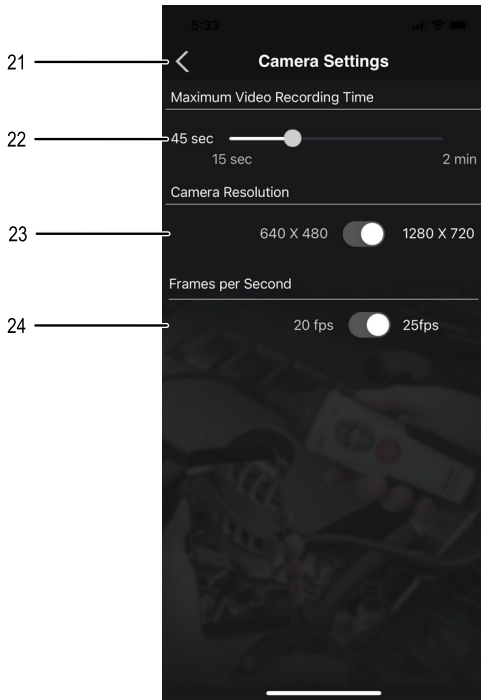 5:33
21 Camera Settings
Maximum Video Recording Time
22 45 sec
15 sec 2 min
Camera Resolution
23 640 X 480 1280 X 720
Frames per Second
24 20 fps 25fps